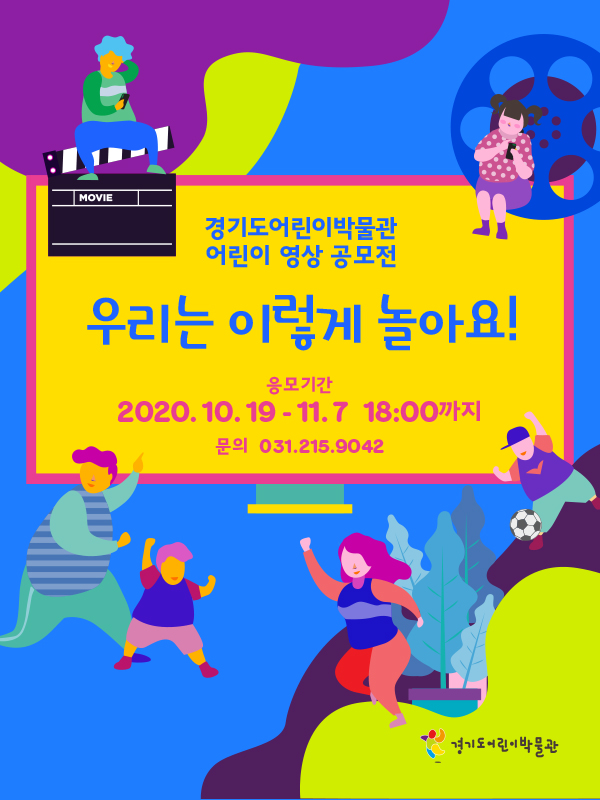 MOVIE
경기도어린이박물관
어린이 영상 공모전
우리는 이렇게 놀아요!
응모기간
2020. 10. 19 - 11. 7 18:00까지
문의 031.215.9042
경기도어린이박물관